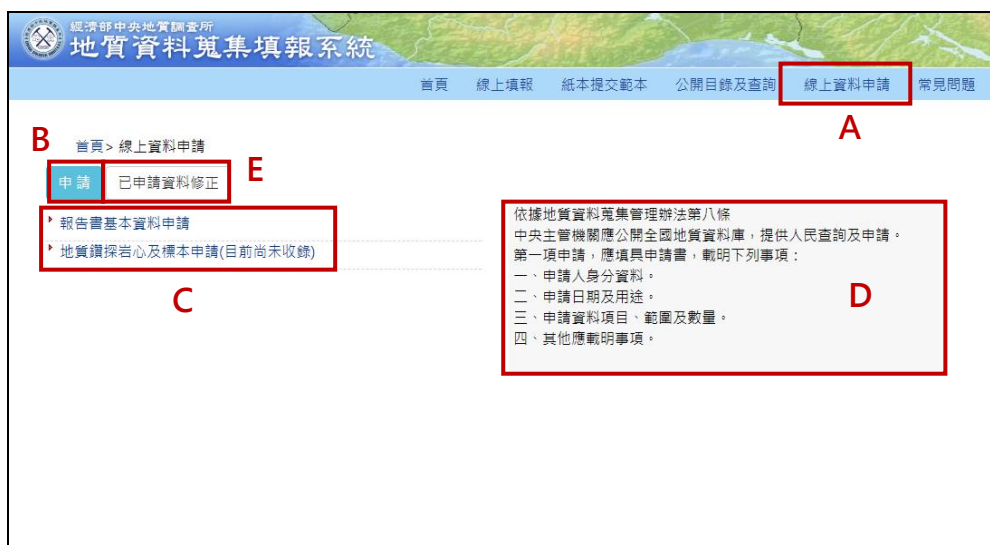 經濟部中央地質調查所
地質資料蒐集填報系統
首頁 線上填報 紙本提交範本 公開目錄及查詢 線上資料申請 常見問題
A
B
首頁> 線上資料申請
E
申請 已申請資料修正
報告書基本資料申請
地質鑽探岩心及標本申請(目前尚未收錄)
C
依據地質資料蒐集管理辦法第八條
中央主管機關應公開全國地質資料庫，提供人民查詢及申請。
第一項申請，應填具申請書，載明下列事項：
一、申請人身分資料。
二、申請日期及用途。
三、申請資料項目、範圍及數量。
四、其他應載明事項。
D